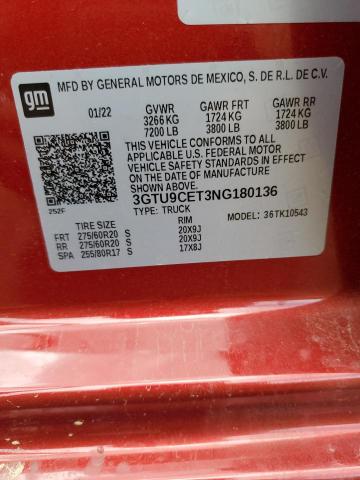 gm
MFD BY GENERAL MOTORS DE MEXICO, S. DE R.L. DE C.V.
01/22 GVWR GAWR FRT GAWR RR
3266 KG 1724 KG 1724 KG
7200 LB 3800 LB 3800 LB
THIS VEHICLE CONFORMS TO ALL
APPLICABLE U.S. FEDERAL MOTOR
VEHICLE SAFETY STANDARDS IN EFFECT
ON THE DATE OF MANUFACTURE SHOWN ABOVE.
3GTU9CET3NG180136
252F TYPE: TRUCK MODEL: 36TK10543
TIRE SIZE RIM
FRT 275/60R20 S 20X9J
RR 275/60R20 S 20X9J
SPA 255/80R17 S 17X8J